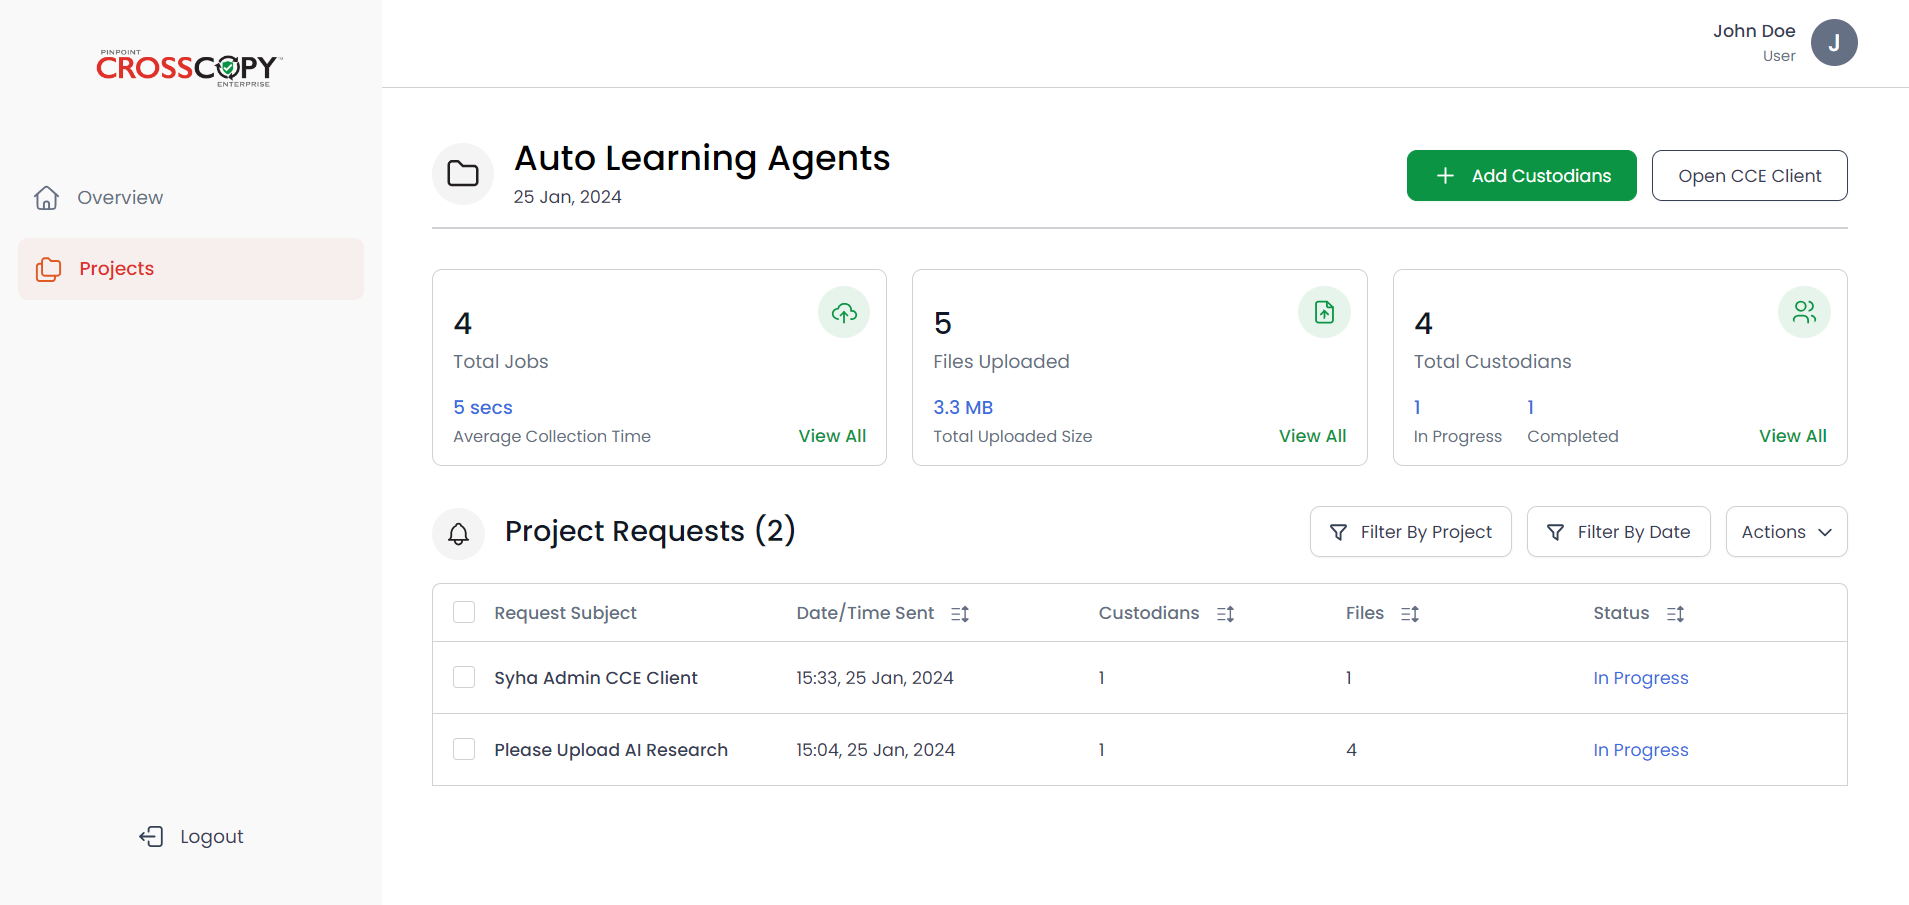 PINPOINT
CROSSCOPY™
ENTERPRISE
John Doe
User
J
Overview
Projects
Logout
Auto Learning Agents
25 Jan, 2024
Add Custodians
Open CCE Client
4
Total Jobs
5 secs
Average Collection Time
View All
5
Files Uploaded
3.3 MB
Total Uploaded Size
View All
4
Total Custodians
1 1
In Progress Completed
View All
Project Requests (2)
Filter By Project
Filter By Date
Actions
Request Subject Date/Time Sent Custodians Files Status
Syha Admin CCE Client 15:33, 25 Jan, 2024 1 1 In Progress
Please Upload AI Research 15:04, 25 Jan, 2024 1 4 In Progress